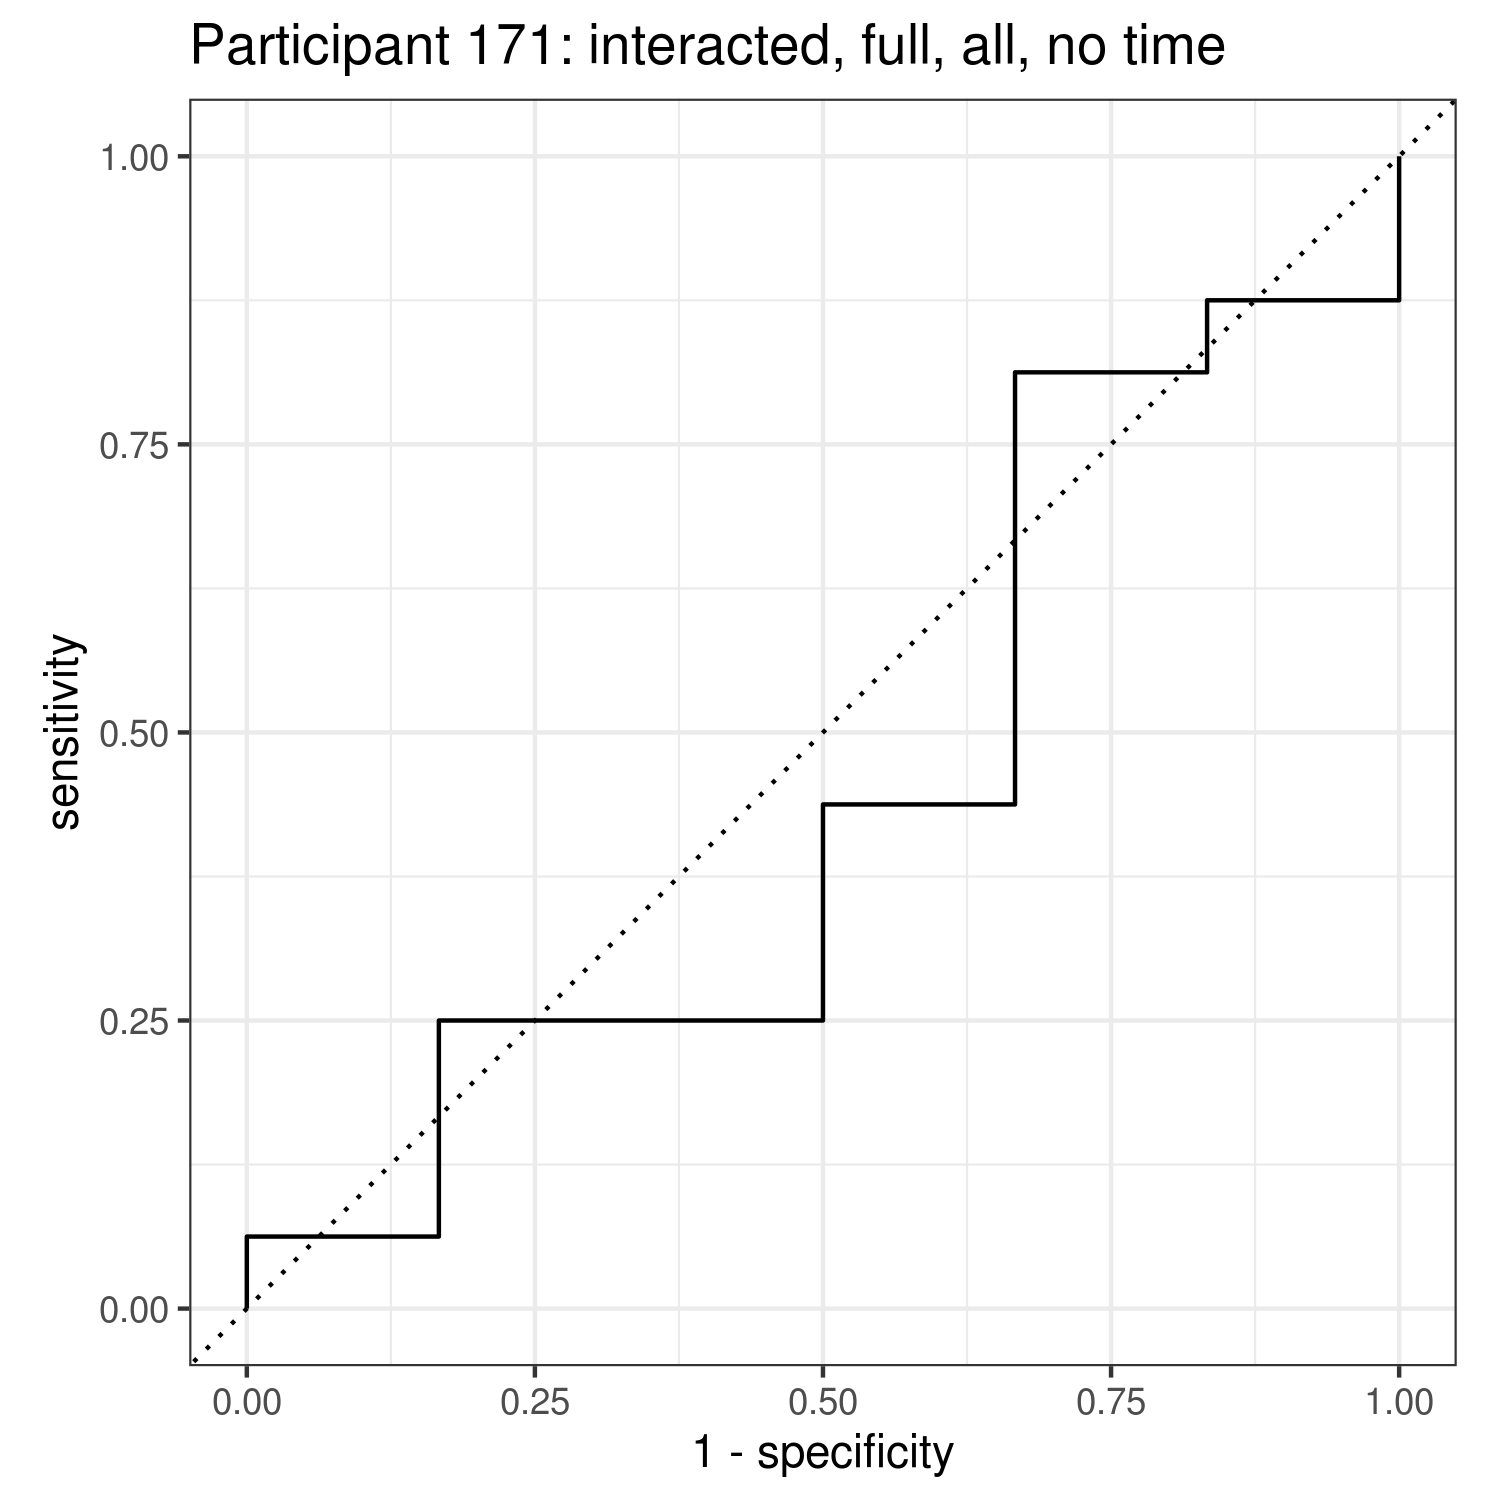 Participant 171: interacted, full, all, no time
1.00
0.75
0.50
0.25
0.00
sensitivity
0.00 0.25 0.50 0.75 1.00
1 - specificity